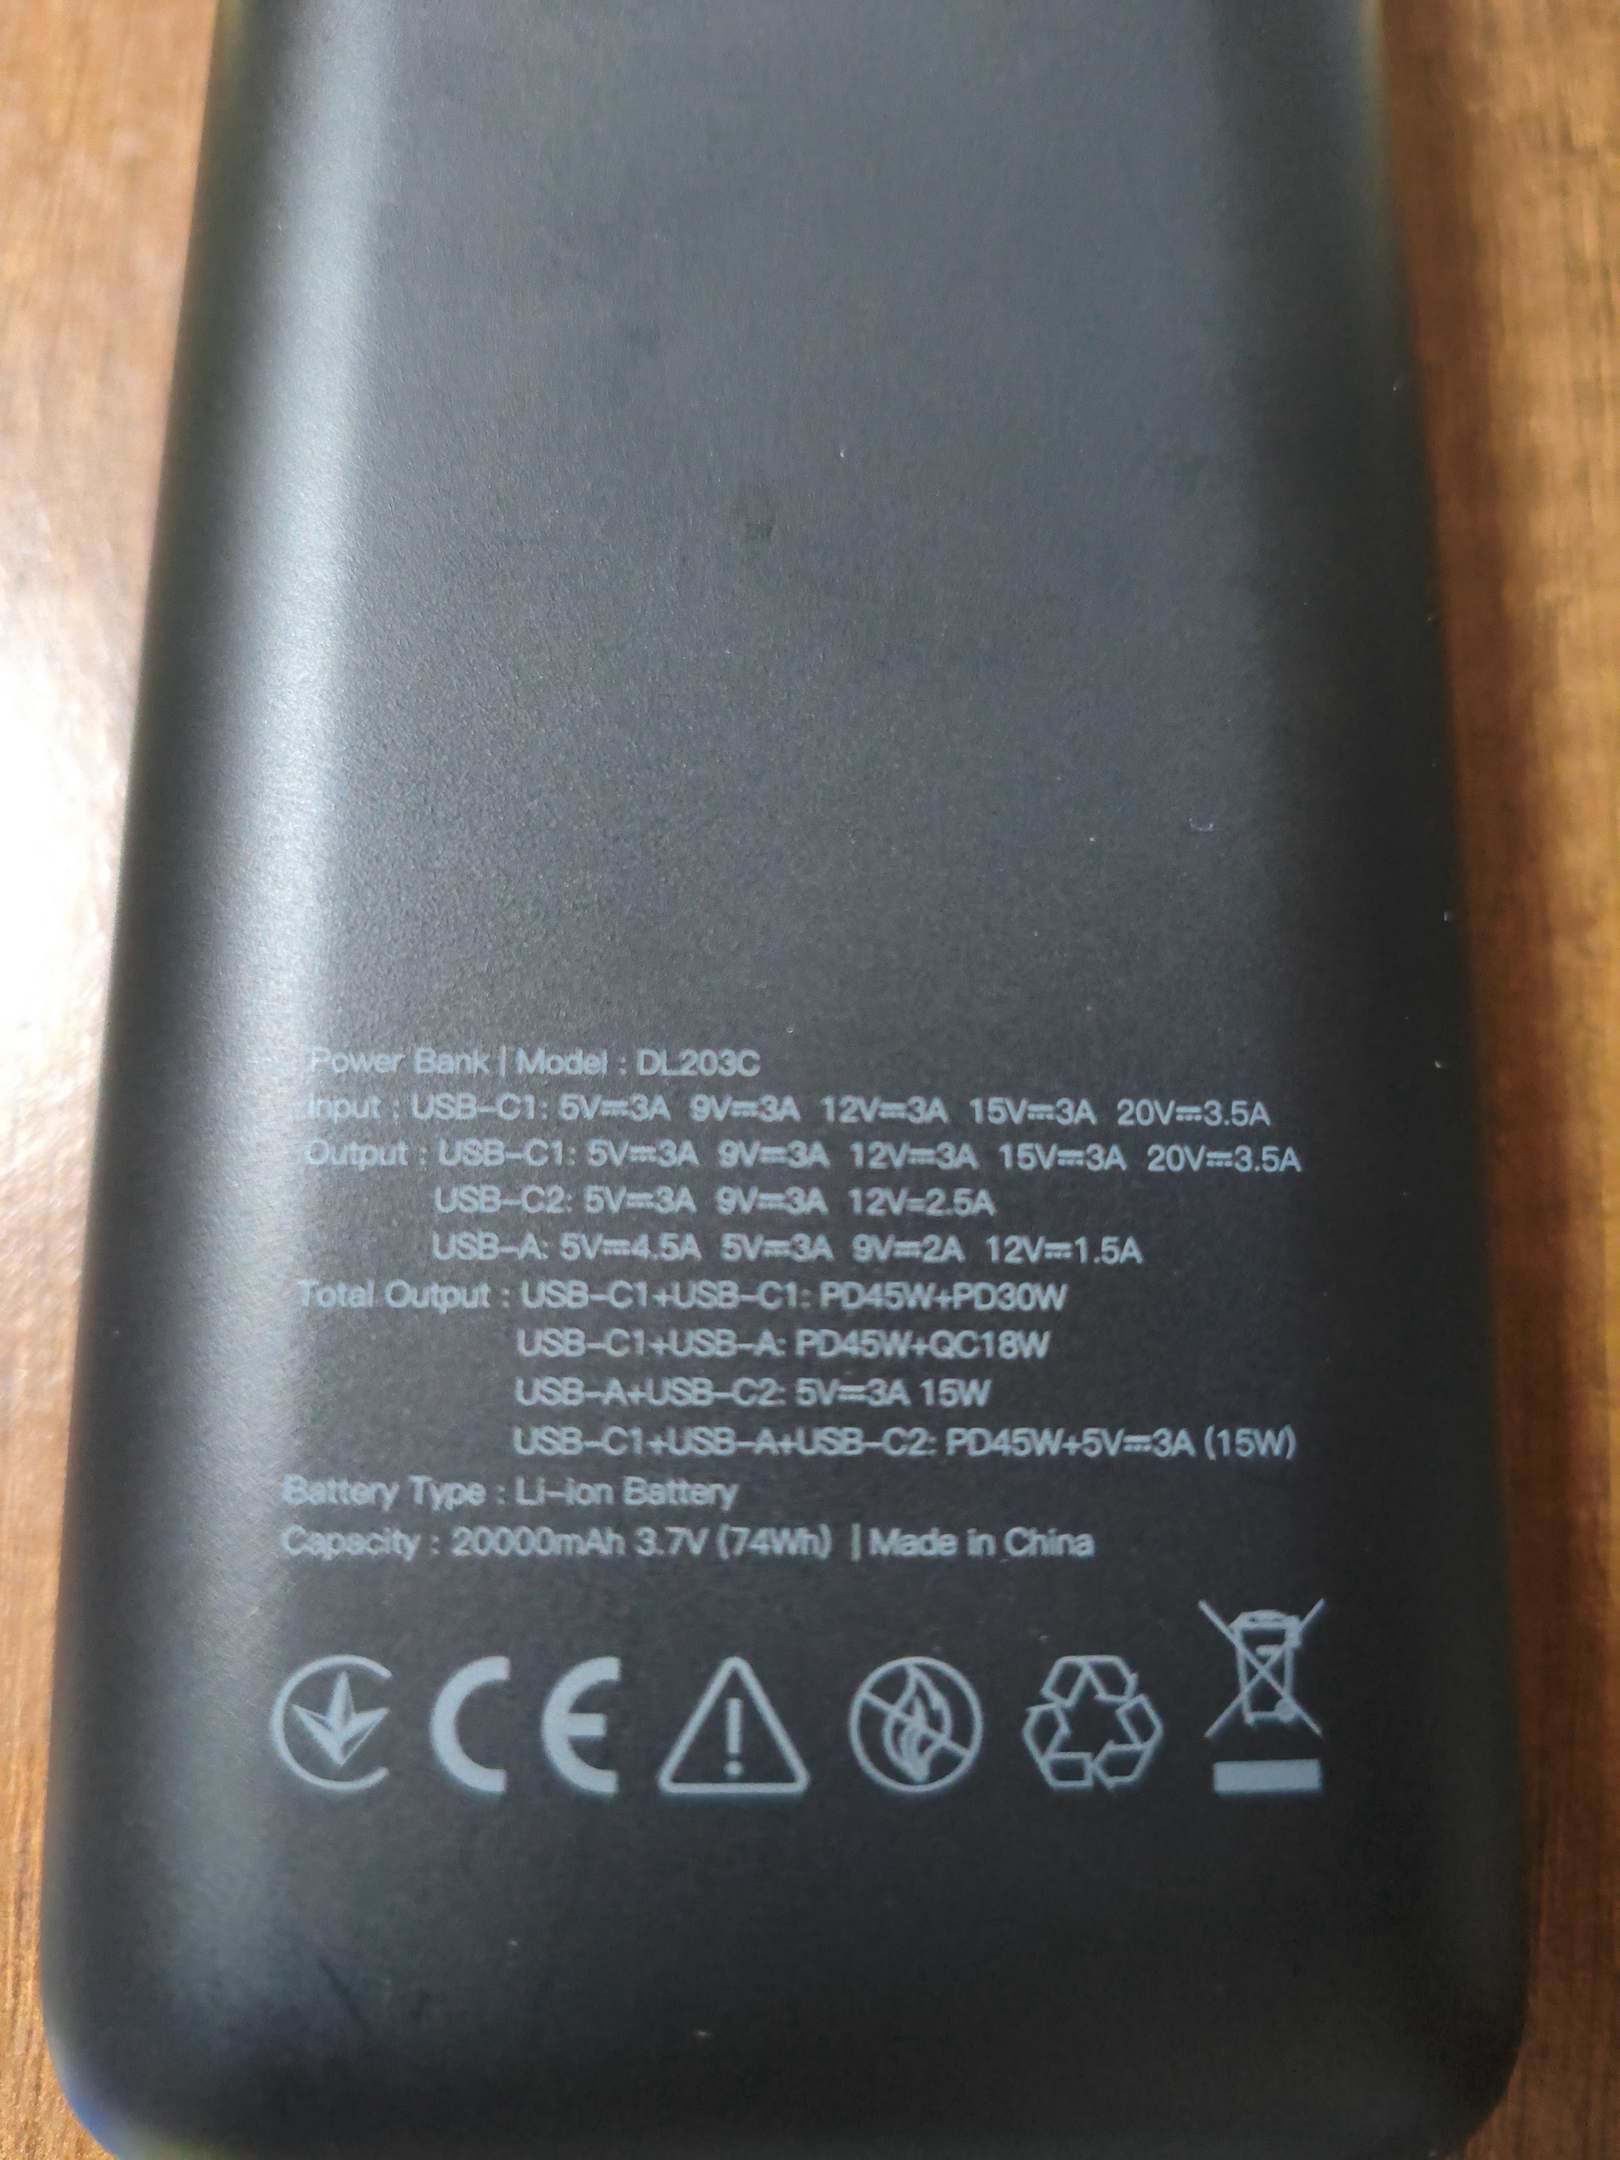 Power Bank | Model : DL203C
Input : USB-C1: 5V⎓3A 9V⎓3A 12V⎓3A 15V⎓3A 20V⎓3.5A
Output : USB-C1: 5V⎓3A 9V⎓3A 12V⎓3A 15V⎓3A 20V⎓3.5A
USB-C2: 5V⎓3A 9V⎓3A 12V=2.5A
USB-A: 5V⎓4.5A 5V⎓3A 9V⎓2A 12V⎓1.5A
Total Output : USB-C1+USB-C1: PD45W+PD30W
USB-C1+USB-A: PD45W+QC18W
USB-A+USB-C2: 5V⎓3A 15W
USB-C1+USB-A+USB-C2: PD45W+5V⎓3A (15W)
Battery Type : Li-ion Battery
Capacity : 20000mAh 3.7V (74Wh) | Made in China
CE